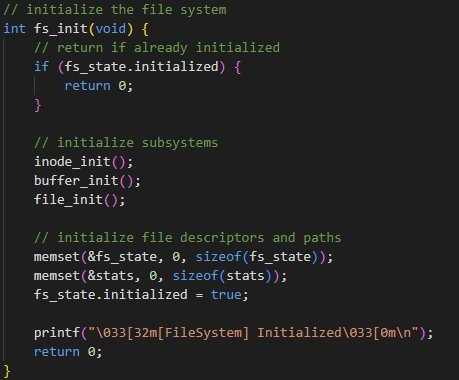 // initialize the file system
int fs_init(void) {
    // return if already initialized
    if (fs_state.initialized) {
        return 0;
    }

    // initialize subsystems
    inode_init();
    buffer_init();
    file_init();

    // initialize file descriptors and paths
    memset(&fs_state, 0, sizeof(fs_state));
    memset(&stats, 0, sizeof(stats));
    fs_state.initialized = true;

    printf("\033[32m[FileSystem] Initialized\033[0m\n");
    return 0;
}